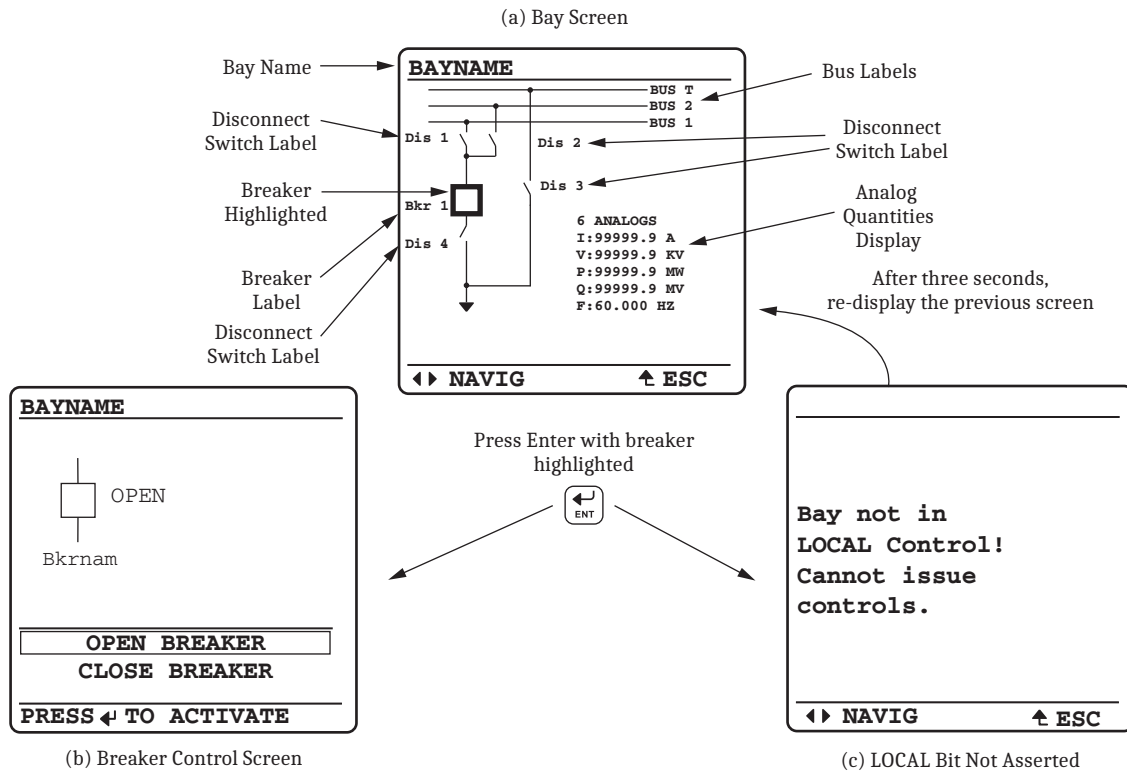 (a) Bay Screen
Bay Name
BAYNAME
BUS T
BUS 2
BUS 1
Bus Labels
Disconnect
Switch Label
Dis 1
Dis 2
Disconnect
Switch Label
Breaker
Highlighted
Bkr 1
Dis 3
Dis 4
6 ANALOGS
I:99999.9 A
V:99999.9 KV
P:99999.9 MW
Q:99999.9 MV
F:60.000 HZ
Analog
Quantities
Display
Breaker
Label
Disconnect
Switch Label
After three seconds,
re-display the previous screen
NAVIG ESC
BAYNAME
OPEN
Bkrnam
OPEN BREAKER
CLOSE BREAKER
PRESS TO ACTIVATE
(b) Breaker Control Screen
Press Enter with breaker
highlighted
ENT
Bay not in
LOCAL Control!
Cannot issue
controls.
NAVIG ESC
(c) LOCAL Bit Not Asserted